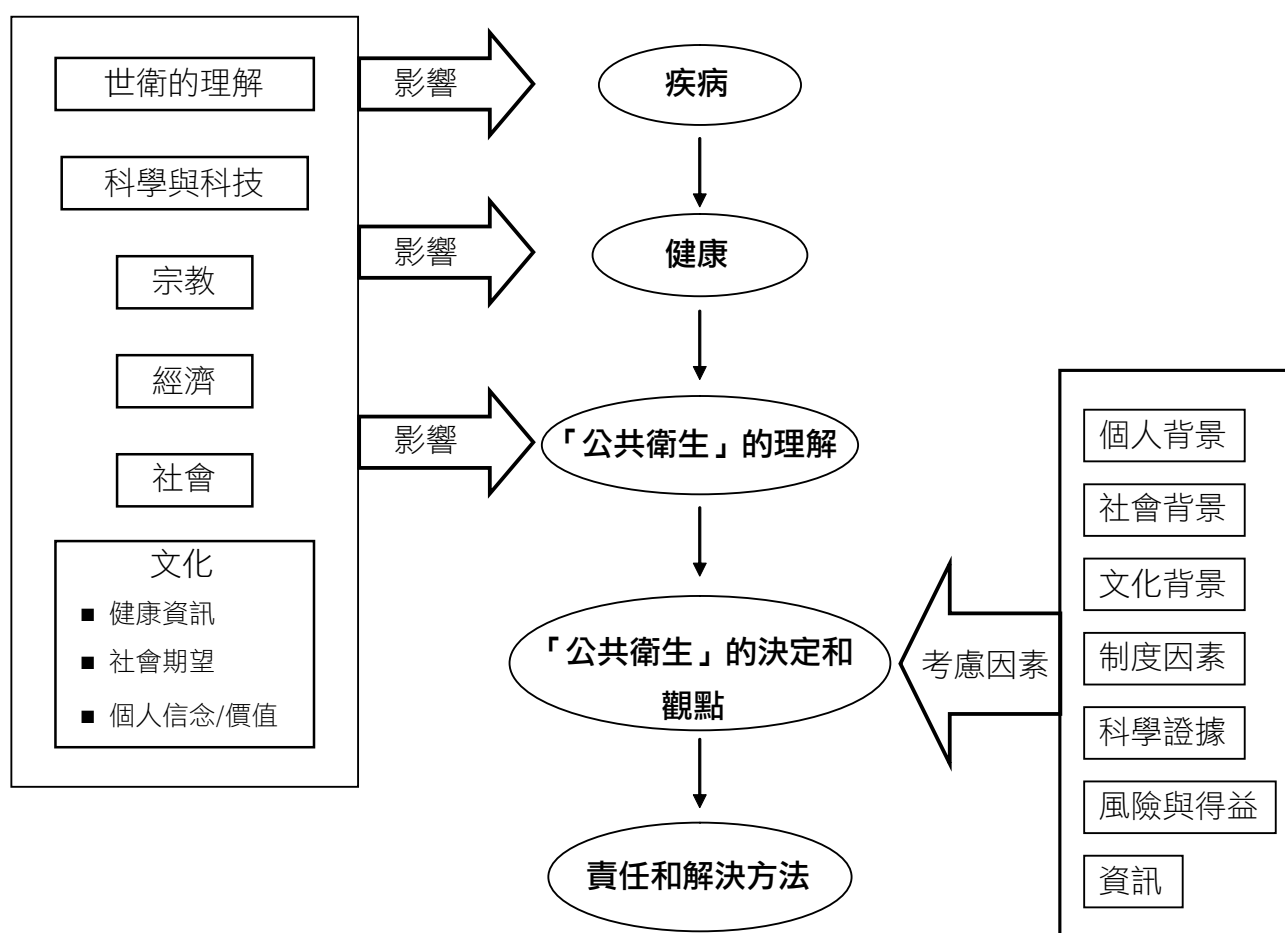 世衛的理解
科學與科技
宗教
經濟
社會
文化
■ 健康資訊
■ 社會期望
■ 個人信念/價值
影響
影響
影響
疾病
健康
「公共衛生」的理解
「公共衛生」的決定和
觀點
責任和解決方法
考慮因素
個人背景
社會背景
文化背景
制度因素
科學證據
風險與得益
資訊